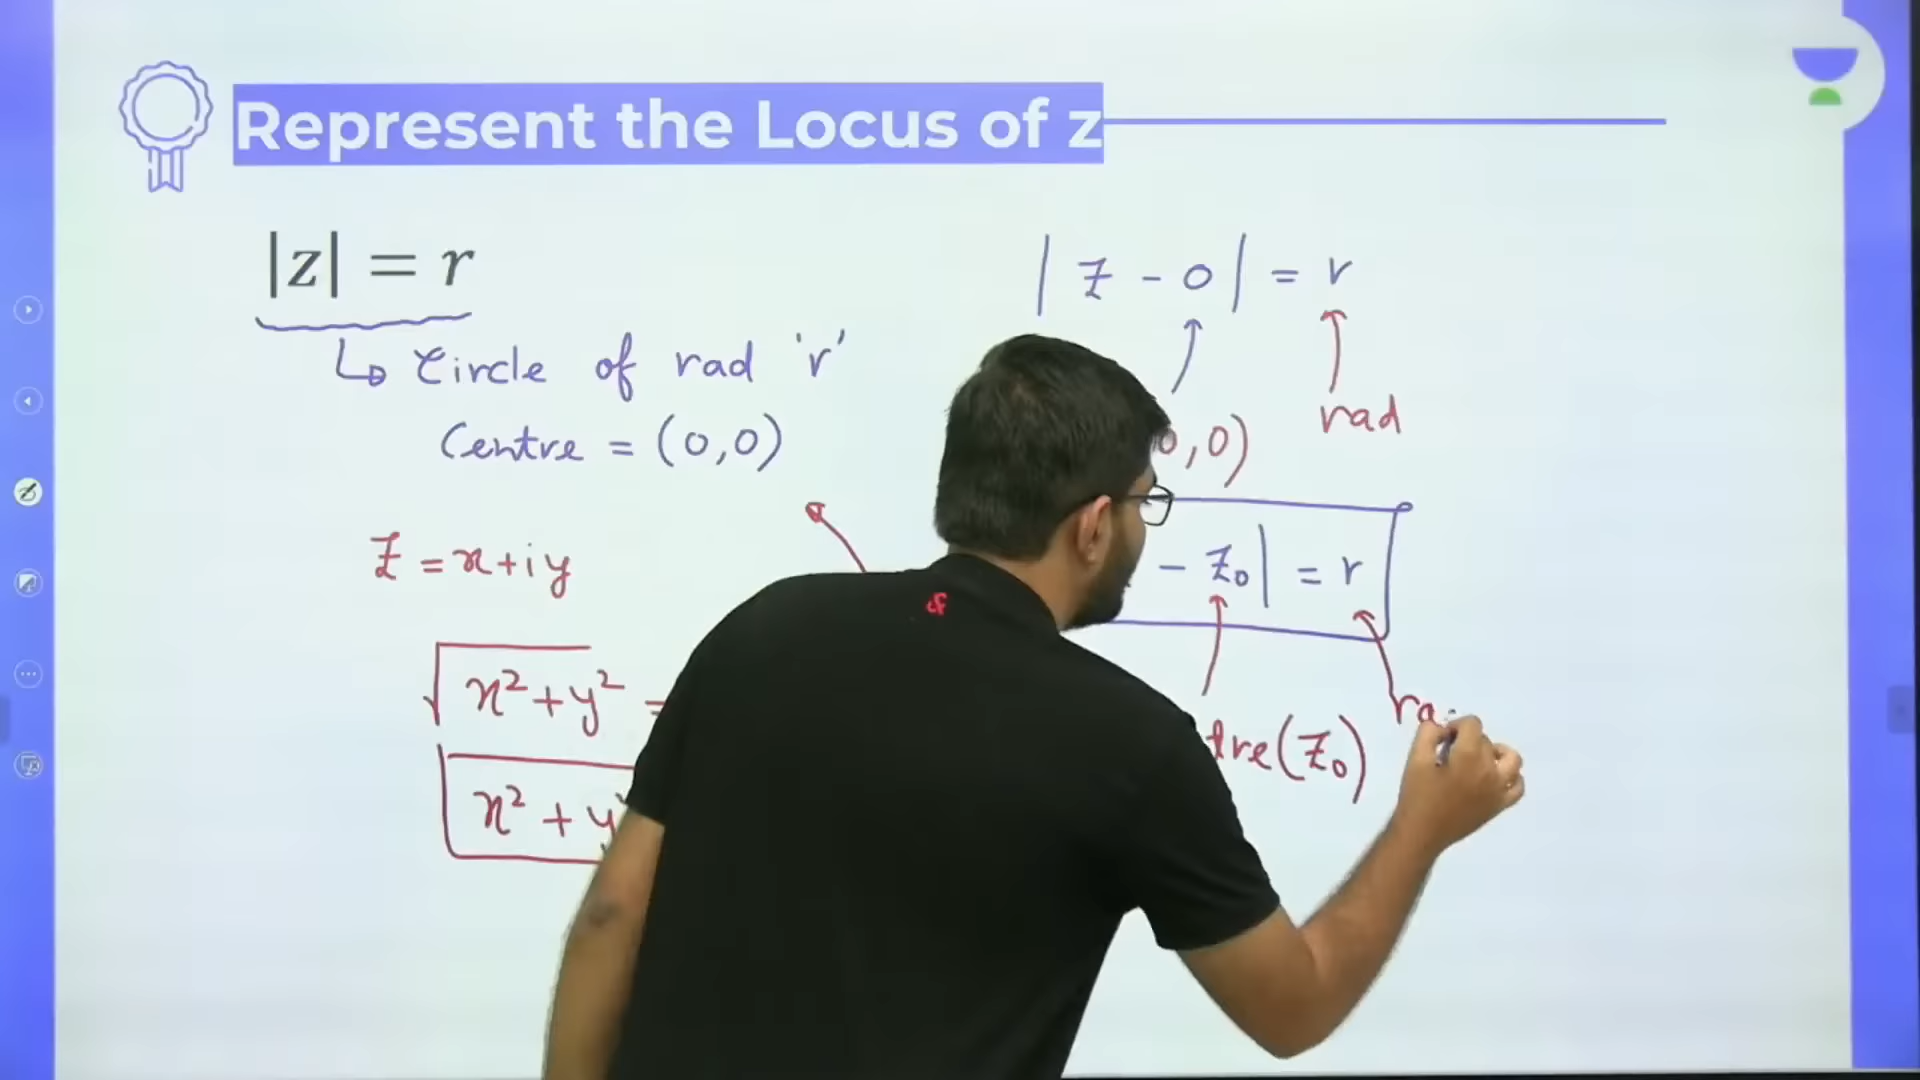 Represent the Locus of z
|z| = r
↳ Circle of rad 'r'
Centre = (0,0)
z = x+iy
√x²+y² =
x² + y
|z - 0| = r
0,0)
rad
- z₀| = r
tre(z₀)
ra